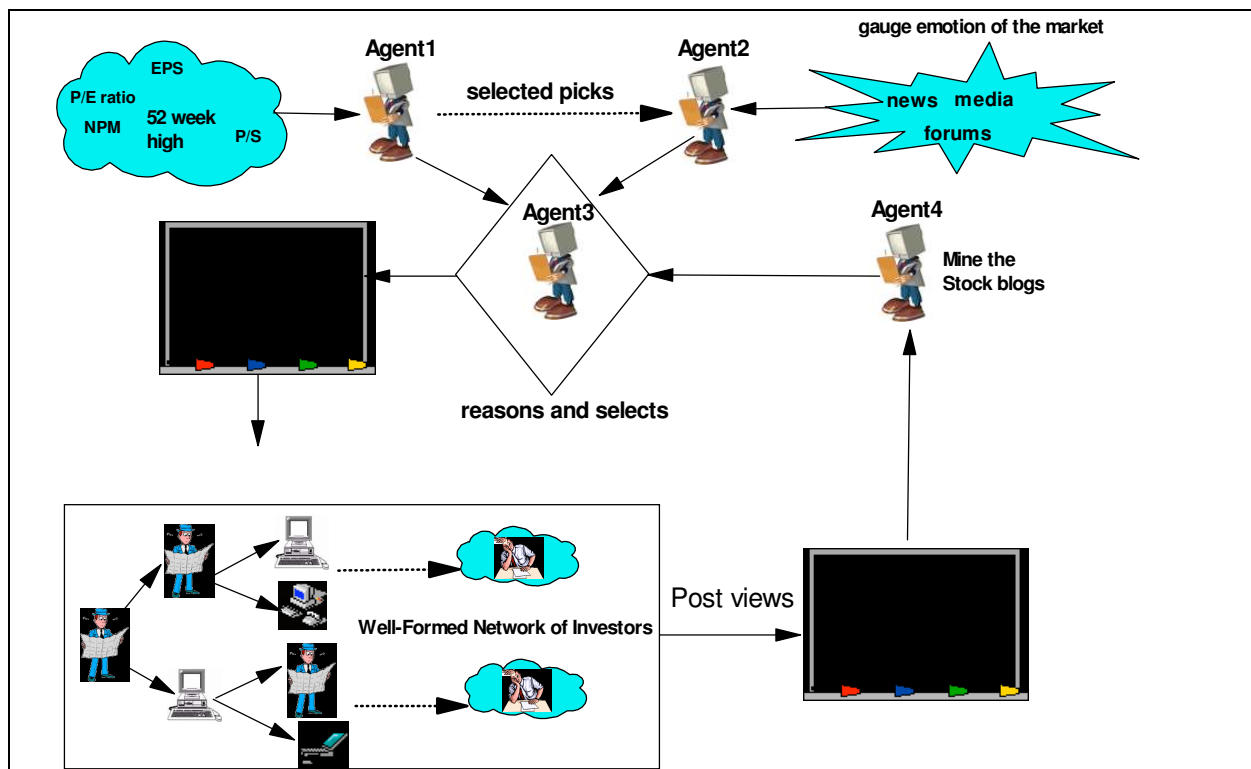 gauge emotion of the market
Agent1
Agent2
EPS
P/E ratio
NPM
52 week
high
P/S
selected picks
news media
forums
Agent3
Agent4
Mine the
Stock blogs
reasons and selects
Well-Formed Network of Investors
Post views